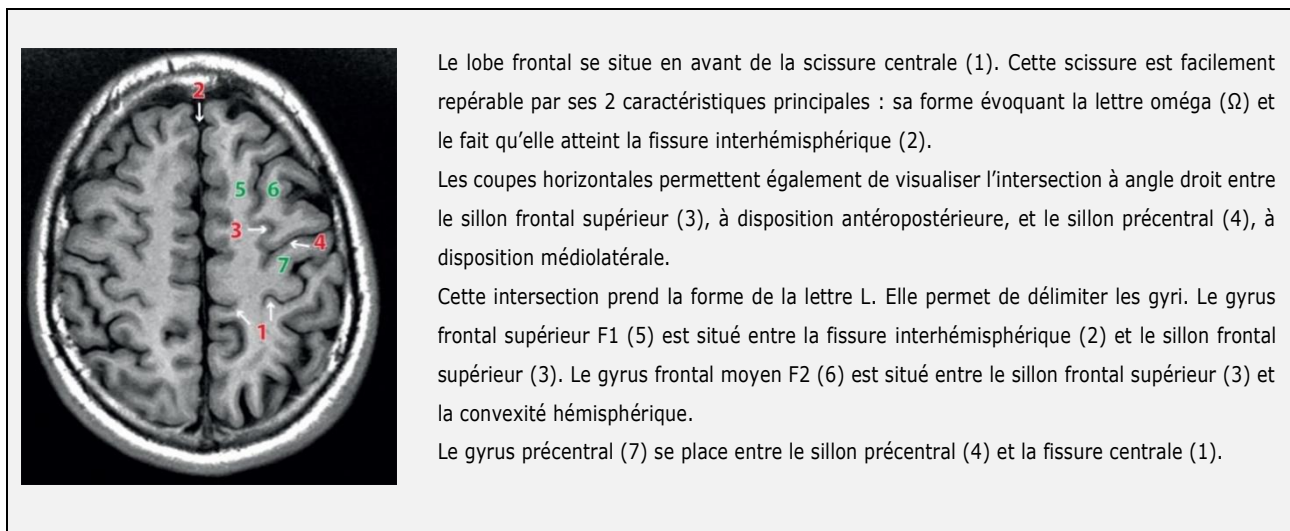 2
5
6
3
4
7
1
Le lobe frontal se situe en avant de la scissure centrale (1). Cette scissure est facilement
repérable par ses 2 caractéristiques principales : sa forme évoquant la lettre oméga (Ω) et
le fait qu’elle atteint la fissure interhémisphérique (2).
Les coupes horizontales permettent également de visualiser l’intersection à angle droit entre
le sillon frontal supérieur (3), à disposition antéropostérieure, et le sillon précentral (4), à
disposition médiolatérale.
Cette intersection prend la forme de la lettre L. Elle permet de délimiter les gyri. Le gyrus
frontal supérieur F1 (5) est situé entre la fissure interhémisphérique (2) et le sillon frontal
supérieur (3). Le gyrus frontal moyen F2 (6) est situé entre le sillon frontal supérieur (3) et
la convexité hémisphérique.
Le gyrus précentral (7) se place entre le sillon précentral (4) et la fissure centrale (1).